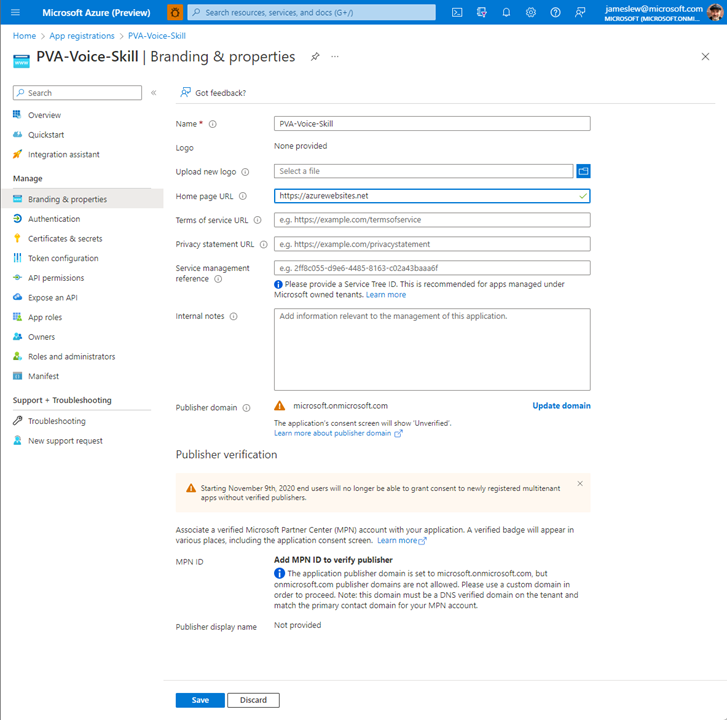 Microsoft Azure (Preview)
Search resources, services, and docs (G+/)
jameslew@microsoft.com
MICROSOFT (MICROSOFT.ONMI...
Home > App registrations > PVA-Voice-Skill
PVA-Voice-Skill | Branding & properties
www
Search
«
Got feedback?
Overview
Quickstart
Integration assistant
Manage
Branding & properties
Authentication
Certificates & secrets
Token configuration
API permissions
Expose an API
App roles
Owners
Roles and administrators
Manifest
Support + Troubleshooting
Troubleshooting
New support request
Name *
PVA-Voice-Skill
Logo
None provided
Upload new logo
Select a file
Home page URL
https://azurewebsites.net
Terms of service URL
e.g. https://example.com/termsofservice
Privacy statement URL
e.g. https://example.com/privacystatement
Service management
reference
e.g. 2ff8c055-d9e6-4485-8163-c02a43baaa6f
Please provide a Service Tree ID. This is recommended for apps managed under
Microsoft owned tenants. Learn more
Internal notes
Add information relevant to the management of this application.
Publisher domain
microsoft.onmicrosoft.com
Update domain
The application's consent screen will show 'Unverified'.
Learn more about publisher domain
Publisher verification
Starting November 9th, 2020 end users will no longer be able to grant consent to newly registered multitenant
apps without verified publishers.
Associate a verified Microsoft Partner Center (MPN) account with your application. A verified badge will appear in
various places, including the application consent screen. Learn more
MPN ID
Add MPN ID to verify publisher
The application publisher domain is set to microsoft.onmicrosoft.com, but
onmicrosoft.com publisher domains are not allowed. Please use a custom domain in
order to proceed. Note: this domain must be a DNS verified domain on the tenant and
match the primary contact domain for your MPN account.
Publisher display name
Not provided
Save
Discard